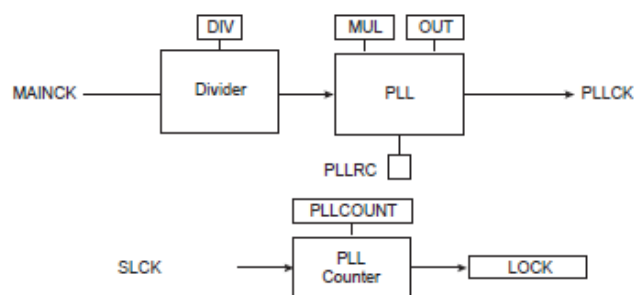 DIV
MUL
OUT
MAINCK
Divider
PLL
PLLCK
PLLRC
PLLCOUNT
SLCK
PLL
Counter
LOCK